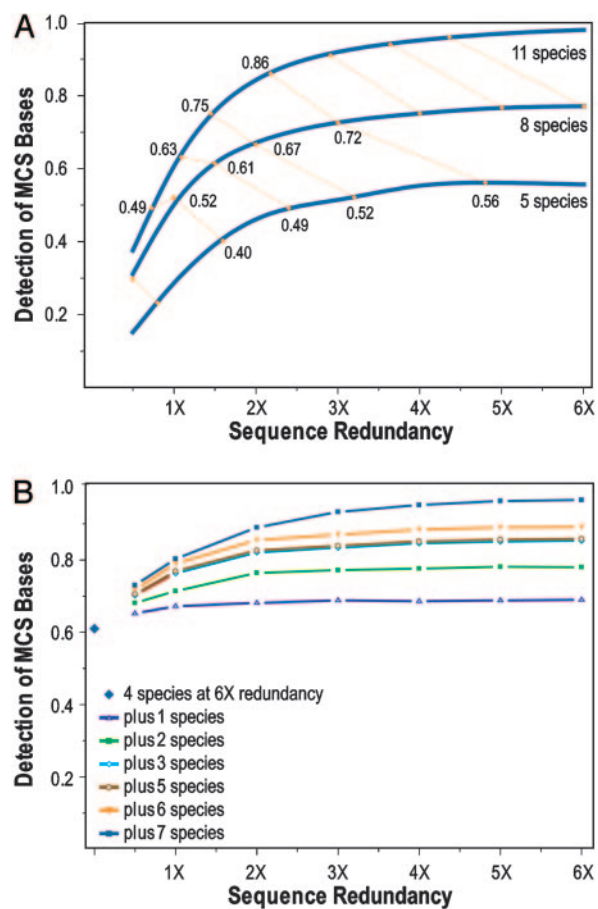 A
Detection of MCS Bases
1.0
0.8
0.6
0.4
0.2
0.86
0.75
0.63
0.49
0.52
0.61
0.67
0.72
0.40
0.49
0.52
0.56
11 species
8 species
5 species
1X 2X 3X 4X 5X 6X
Sequence Redundancy
B
Detection of MCS Bases
1.0
0.8
0.6
0.4
0.2
4 species at 6X redundancy
plus 1 species
plus 2 species
plus 3 species
plus 5 species
plus 6 species
plus 7 species
1X 2X 3X 4X 5X 6X
Sequence Redundancy